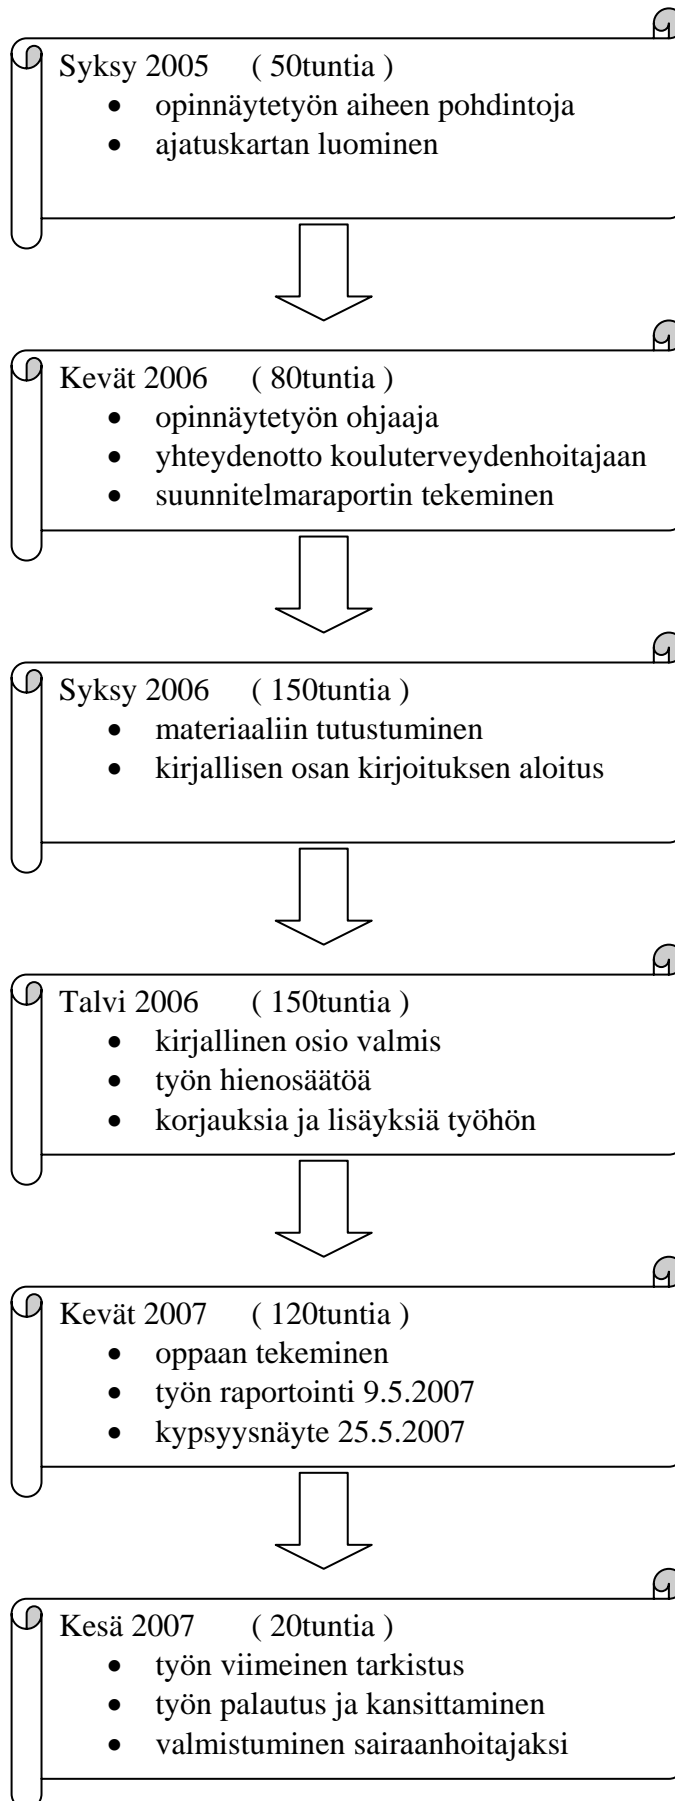 Syksy 2005 ( 50tuntia )
• opinnäytetyön aiheen pohdintoja
• ajatuskartan luominen
Kevät 2006 ( 80tuntia )
• opinnäytetyön ohjaaja
• yhteydenotto kouluterveydenhoitajaan
• suunnitelmaraportin tekeminen
Syksy 2006 ( 150tuntia )
• materiaaliin tutustuminen
• kirjallisen osan kirjoituksen aloitus
Talvi 2006 ( 150tuntia )
• kirjallinen osio valmis
• työn hienosäätöä
• korjauksia ja lisäyksiä työhön
Kevät 2007 ( 120tuntia )
• oppaan tekeminen
• työn raportointi 9.5.2007
• kypsyysnäyte 25.5.2007
Kesä 2007 ( 20tuntia )
• työn viimeinen tarkistus
• työn palautus ja kansittaminen
• valmistuminen sairaanhoitajaksi